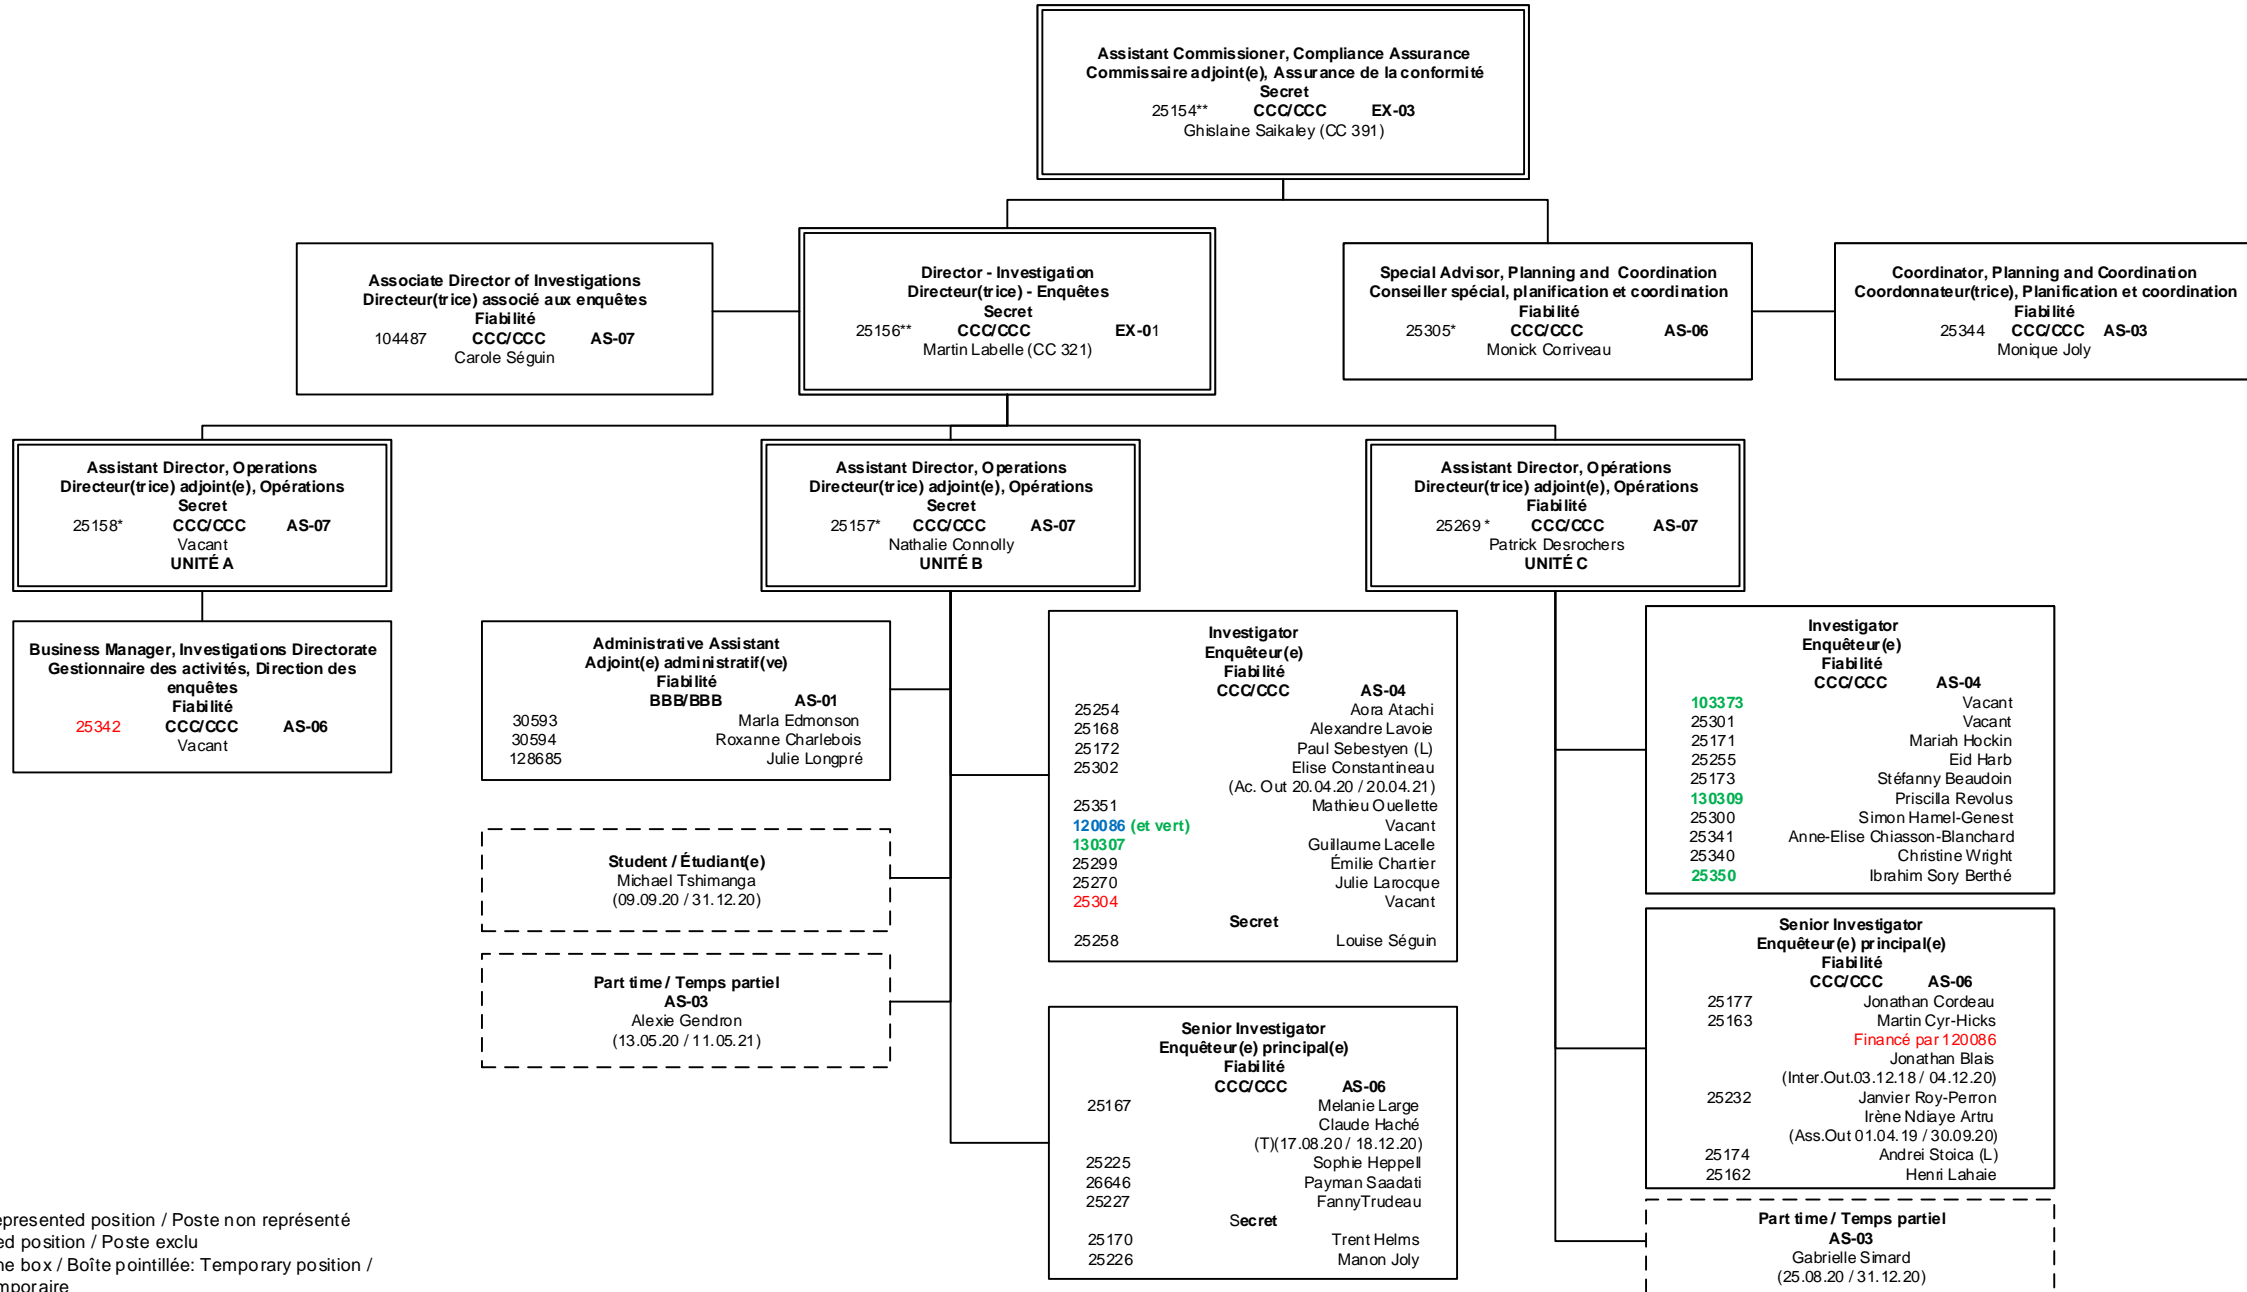 Assistant Commissioner, Compliance Assurance
Commissaire adjoint(e), Assurance de la conformité
Secret
25154** CCC/CCC EX-03
Ghislaine Saikaley (CC 391)
Associate Director of Investigations
Directeur(trice) associé aux enquêtes
Fiabilité
104487 CCC/CCC AS-07
Carole Séguin
Director - Investigation
Directeur(trice) - Enquêtes
Secret
25156** CCC/CCC EX-01
Martin Labelle (CC 321)
Special Advisor, Planning and Coordination
Conseiller spécial, planification et coordination
Fiabilité
25305* CCC/CCC AS-06
Monick Corriveau
Coordinator, Planning and Coordination
Coordonnateur(trice), Planification et coordination
Fiabilité
25344 CCC/CCC AS-03
Monique Joly
Assistant Director, Operations
Directeur(trice) adjoint(e), Opérations
Secret
25158* CCC/CCC AS-07
Vacant
UNITÉ A
Assistant Director, Operations
Directeur(trice) adjoint(e), Opérations
Secret
25157* CCC/CCC AS-07
Nathalie Connolly
UNITÉ B
Assistant Director, Opérations
Directeur(trice) adjoint(e), Opérations
Fiabilité
25269 * CCC/CCC AS-07
Patrick Desrochers
UNITÉ C
Business Manager, Investigations Directorate
Gestionnaire des activités, Direction des
enquêtes
Fiabilité
25342 CCC/CCC AS-06
Vacant
Administrative Assistant
Adjoint(e) administratif(ve)
Fiabilité
BBB/BBB AS-01
30593 Marla Edmonson
30594 Roxanne Charlebois
128685 Julie Longpré
Student / Étudiant(e)
Michael Tshimanga
(09.09.20 / 31.12.20)
Part time / Temps partiel
AS-03
Alexie Gendron
(13.05.20 / 11.05.21)
Investigator
Enquêteur(e)
Fiabilité
CCC/CCC AS-04
25254 Aora Atachi
25168 Alexandre Lavoie
25172 Paul Sebestyen (L)
25302 Elise Constantineau
(Ac. Out 20.04.20 / 20.04.21)
25351 Mathieu Ouellette
120086 (et vert) Vacant
130307 Guillaume Lacelle
25299 Émilie Chartier
25270 Julie Larocque
25304 Vacant
Secret
25258 Louise Séguin
Senior Investigator
Enquêteur(e) principal(e)
Fiabilité
CCC/CCC AS-06
25167 Melanie Large
Claude Haché
(T)(17.08.20 / 18.12.20)
25225 Sophie Heppell
26646 Payman Saadati
25227 FannyTrudeau
Secret
25170 Trent Helms
25226 Manon Joly
Investigator
Enquêteur(e)
Fiabilité
CCC/CCC AS-04
103373 Vacant
25301 Vacant
25171 Mariah Hockin
25255 Eid Harb
25173 Stéfanny Beaudoin
130309 Priscilla Revolus
25300 Simon Hamel-Genest
25341 Anne-Elise Chiasson-Blanchard
25340 Christine Wright
25350 Ibrahim Sory Berthé
Senior Investigator
Enquêteur(e) principal(e)
Fiabilité
CCC/CCC AS-06
25177 Jonathan Cordeau
25163 Martin Cyr-Hicks
Financé par 120086
Jonathan Blais
(Inter.Out.03.12.18 / 04.12.20)
25232 Janvier Roy-Perron
Irène Ndiaye Artru
(Ass.Out 01.04.19 / 30.09.20)
25174 Andrei Stoica (L)
25162 Henri Lahaie
Part time / Temps partiel
AS-03
Gabrielle Simard
(25.08.20 / 31.12.20)
epresented position / Poste non représenté
ed position / Poste exclu
ne box / Boîte pointillée: Temporary position /
mporaire